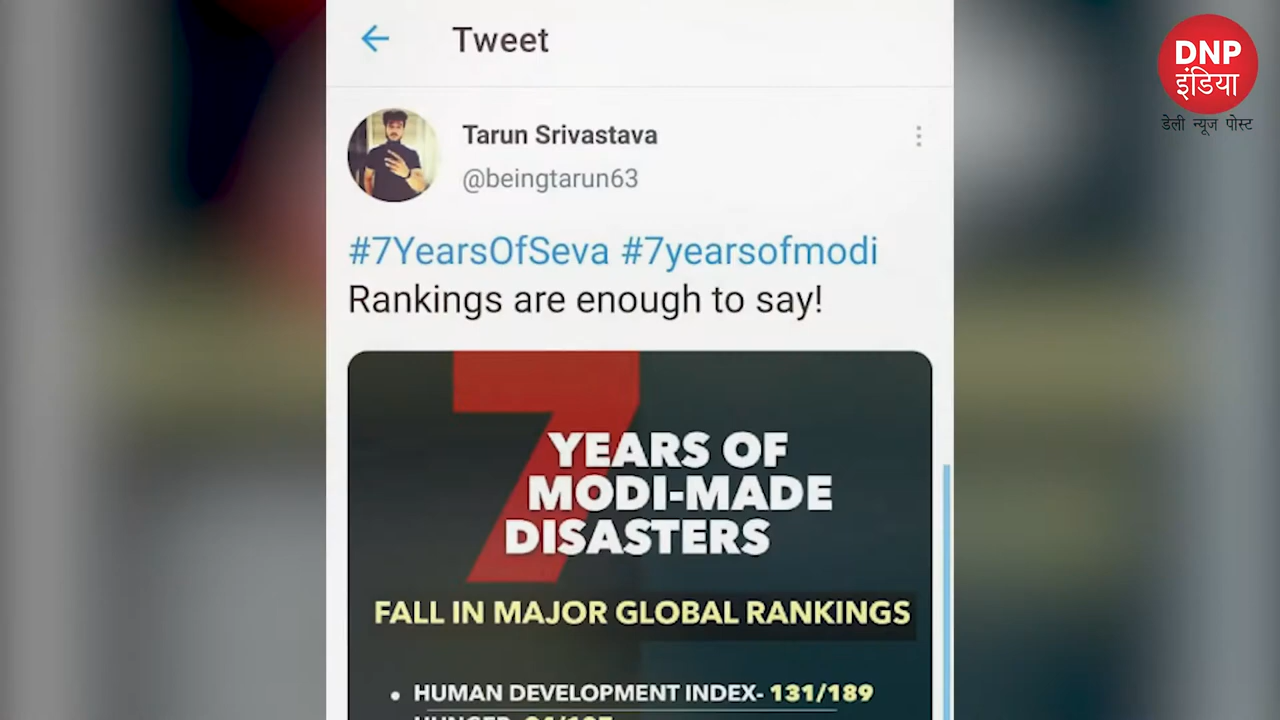 Tweet
DNP
इंडिया
डेली न्यूज़ पोस्ट
Tarun Srivastava
@beingtarun63
#7YearsOfSeva #7yearsofmodi
Rankings are enough to say!
7
YEARS OF
MODI-MADE
DISASTERS
FALL IN MAJOR GLOBAL RANKINGS
• HUMAN DEVELOPMENT INDEX- 131/189